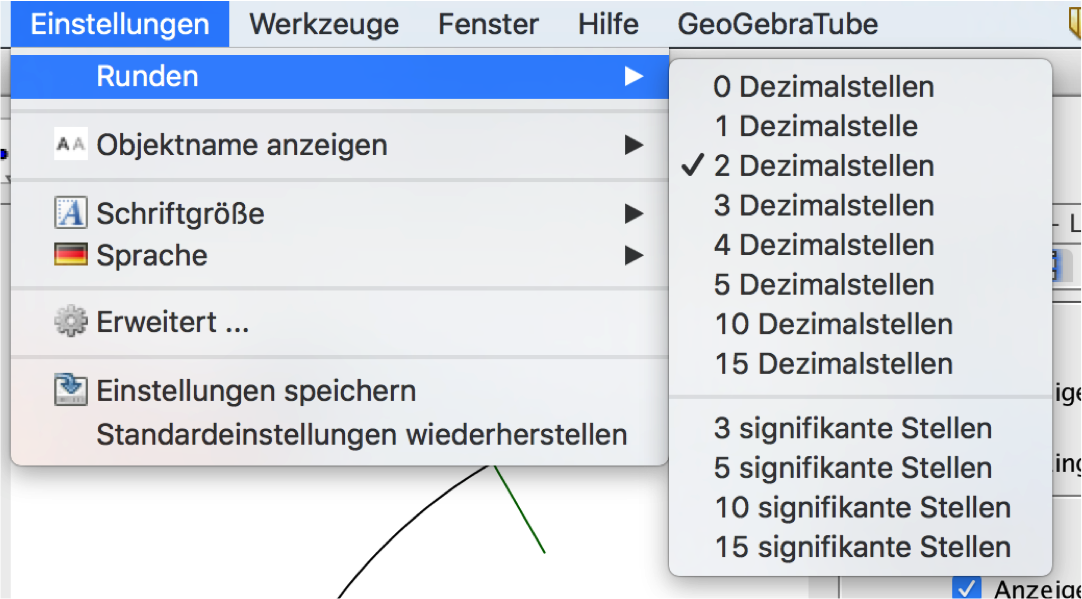 Einstellungen Werkzeuge Fenster Hilfe GeoGebraTube
Runden
AA Objektname anzeigen
A Schriftgröße
Sprache
Erweitert ...
Einstellungen speichern
Standardeinstellungen wiederherstellen
0 Dezimalstellen
1 Dezimalstelle
2 Dezimalstellen
3 Dezimalstellen
4 Dezimalstellen
5 Dezimalstellen
10 Dezimalstellen
15 Dezimalstellen
3 signifikante Stellen
5 signifikante Stellen
10 signifikante Stellen
15 signifikante Stellen